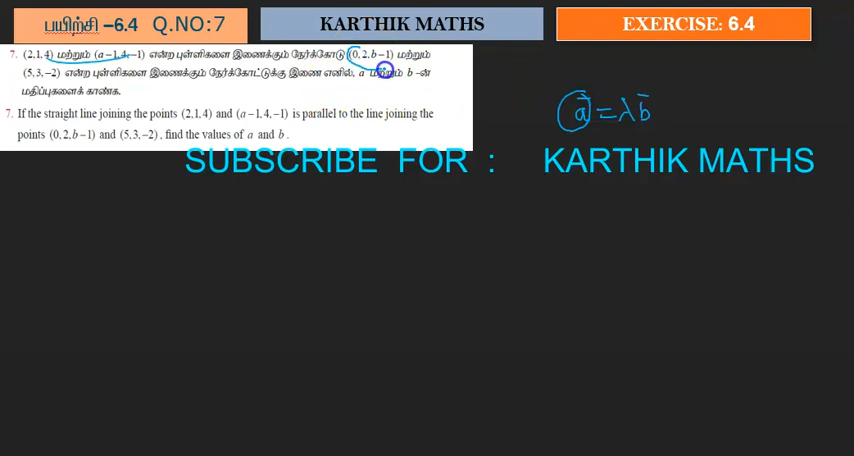 பயிற்சி –6.4 Q.NO:7
KARTHIK MATHS
EXERCISE: 6.4
7. (2,1,4) மற்றும் (a−1,4,−1) என்ற புள்ளிகளை இணைக்கும் நேர்க்கோடு (0,2,b−1) மற்றும்
(5,3,−2) என்ற புள்ளிகளை இணைக்கும் நேர்க்கோட்டுக்கு இணை எனில், a மற்றும் b -ன்
மதிப்புகளைக் காண்க.
7. If the straight line joining the points (2,1,4) and (a−1,4,−1) is parallel to the line joining the
points (0,2,b−1) and (5,3,−2), find the values of a and b.
a⃗ = λ b⃗
SUBSCRIBE FOR : KARTHIK MATHS